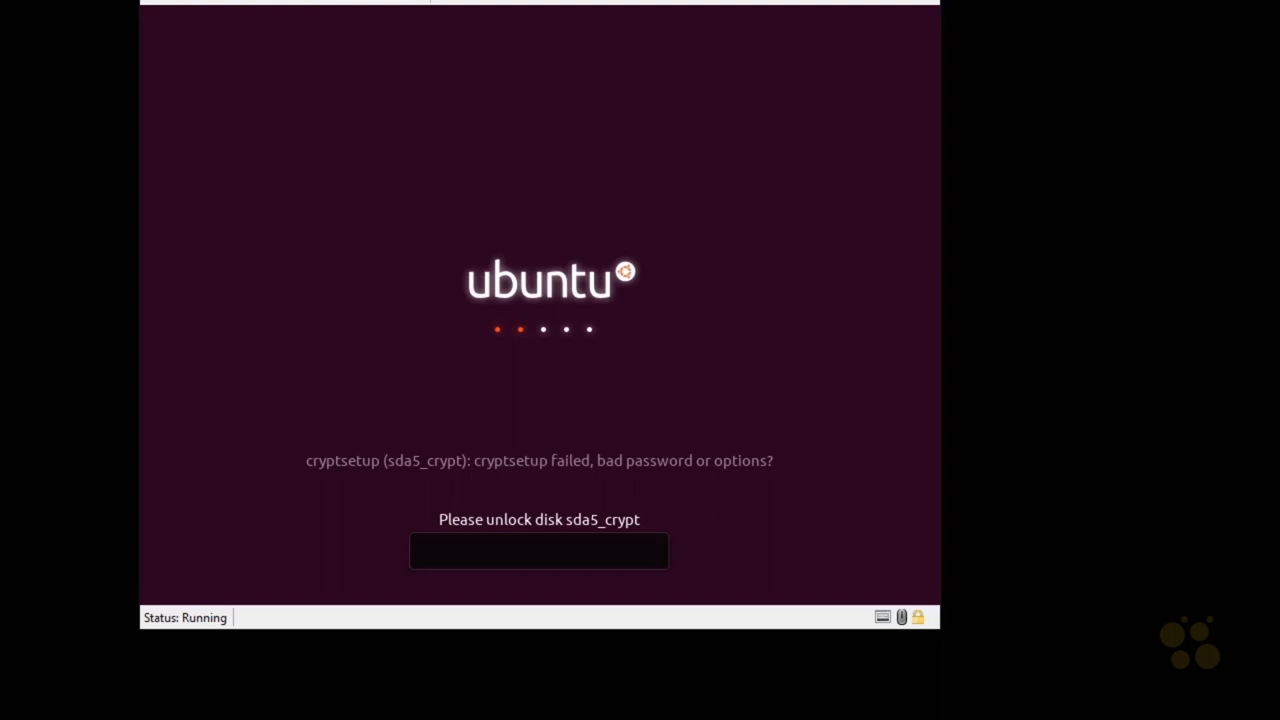 ubuntu
cryptsetup (sda5_crypt): cryptsetup failed, bad password or options?
Please unlock disk sda5_crypt
Status: Running